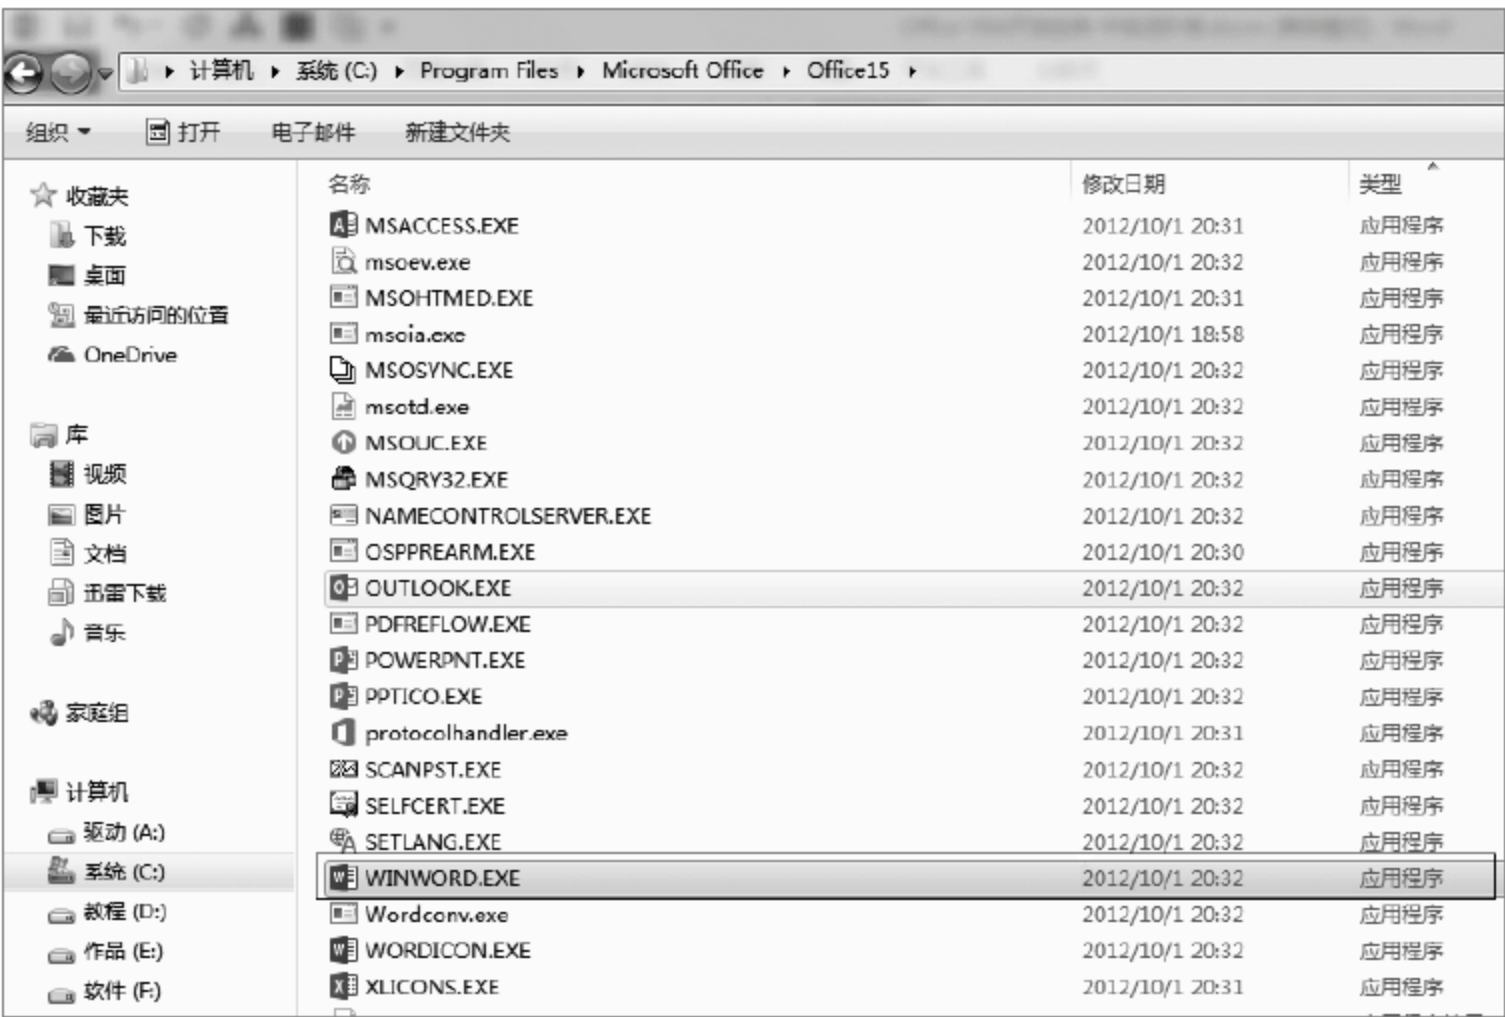 计算机 系统 (C:) Program Files Microsoft Office Office15
组织 打开 电子邮件 新建文件夹
收藏夹
下载
桌面
最近访问的位置
OneDrive
库
视频
图片
文档
迅雷下载
音乐
家庭组
计算机
驱动 (A:)
系统 (C:)
教程 (D:)
作品 (E:)
软件 (F:)
名称 修改日期 类型
MSACCESS.EXE 2012/10/1 20:31 应用程序
msoev.exe 2012/10/1 20:32 应用程序
MSOHTMED.EXE 2012/10/1 20:31 应用程序
msoia.exe 2012/10/1 18:58 应用程序
MSOSYNC.EXE 2012/10/1 20:32 应用程序
msotd.exe 2012/10/1 20:32 应用程序
MSOUC.EXE 2012/10/1 20:32 应用程序
MSQRY32.EXE 2012/10/1 20:32 应用程序
NAMECONTROLSERVER.EXE 2012/10/1 20:32 应用程序
OSPPREARM.EXE 2012/10/1 20:30 应用程序
OUTLOOK.EXE 2012/10/1 20:32 应用程序
PDFREFLOW.EXE 2012/10/1 20:32 应用程序
POWERPNT.EXE 2012/10/1 20:32 应用程序
PPTICO.EXE 2012/10/1 20:32 应用程序
protocolhandler.exe 2012/10/1 20:31 应用程序
SCANPST.EXE 2012/10/1 20:32 应用程序
SELFCERT.EXE 2012/10/1 20:32 应用程序
SETLANG.EXE 2012/10/1 20:32 应用程序
WINWORD.EXE 2012/10/1 20:32 应用程序
Wordconv.exe 2012/10/1 20:32 应用程序
WORDICON.EXE 2012/10/1 20:32 应用程序
XLICONS.EXE 2012/10/1 20:31 应用程序